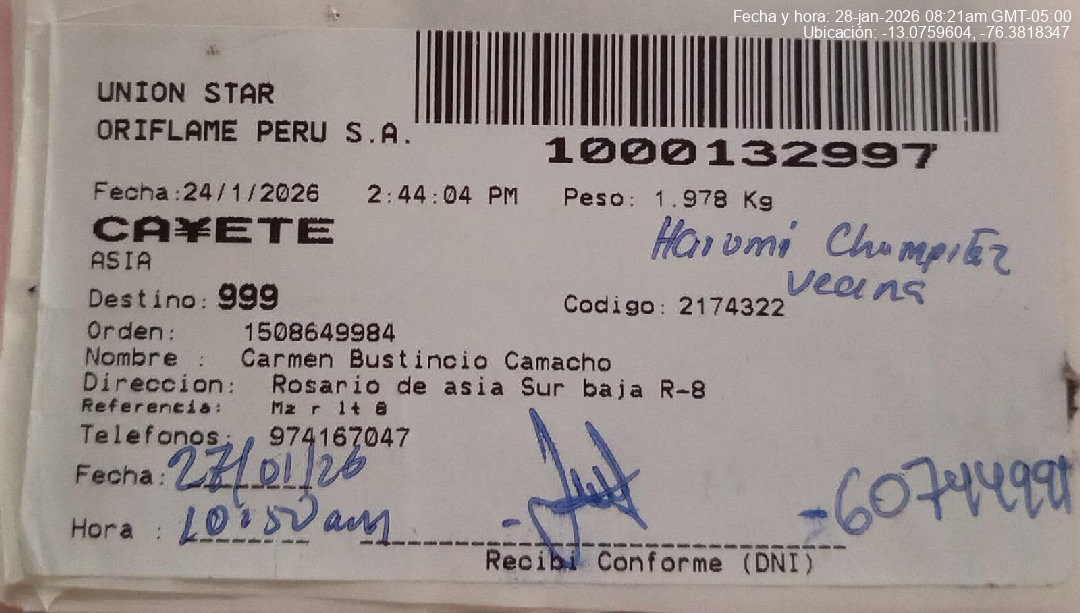 Fecha y hora: 28-jan-2026 08:21am GMT-05:00
Ubicación: -13.0759604, -76.3818347
UNION STAR
ORIFLAME PERU S.A.
1000132997
Fecha:24/1/2026 2:44:04 PM Peso: 1.978 Kg
CA¥ETE
Harumi Chumpitaz
ASIA
vecina
Destino: 999 Codigo: 2174322
Orden: 1508649984
Nombre : Carmen Bustincio Camacho
Direccion: Rosario de asia Sur baja R-8
Referencia: Mz r lt 8
Telefonos: 974167047
Fecha: 27/01/26
Hora : 10:50 am
Recibi Conforme (DNI)